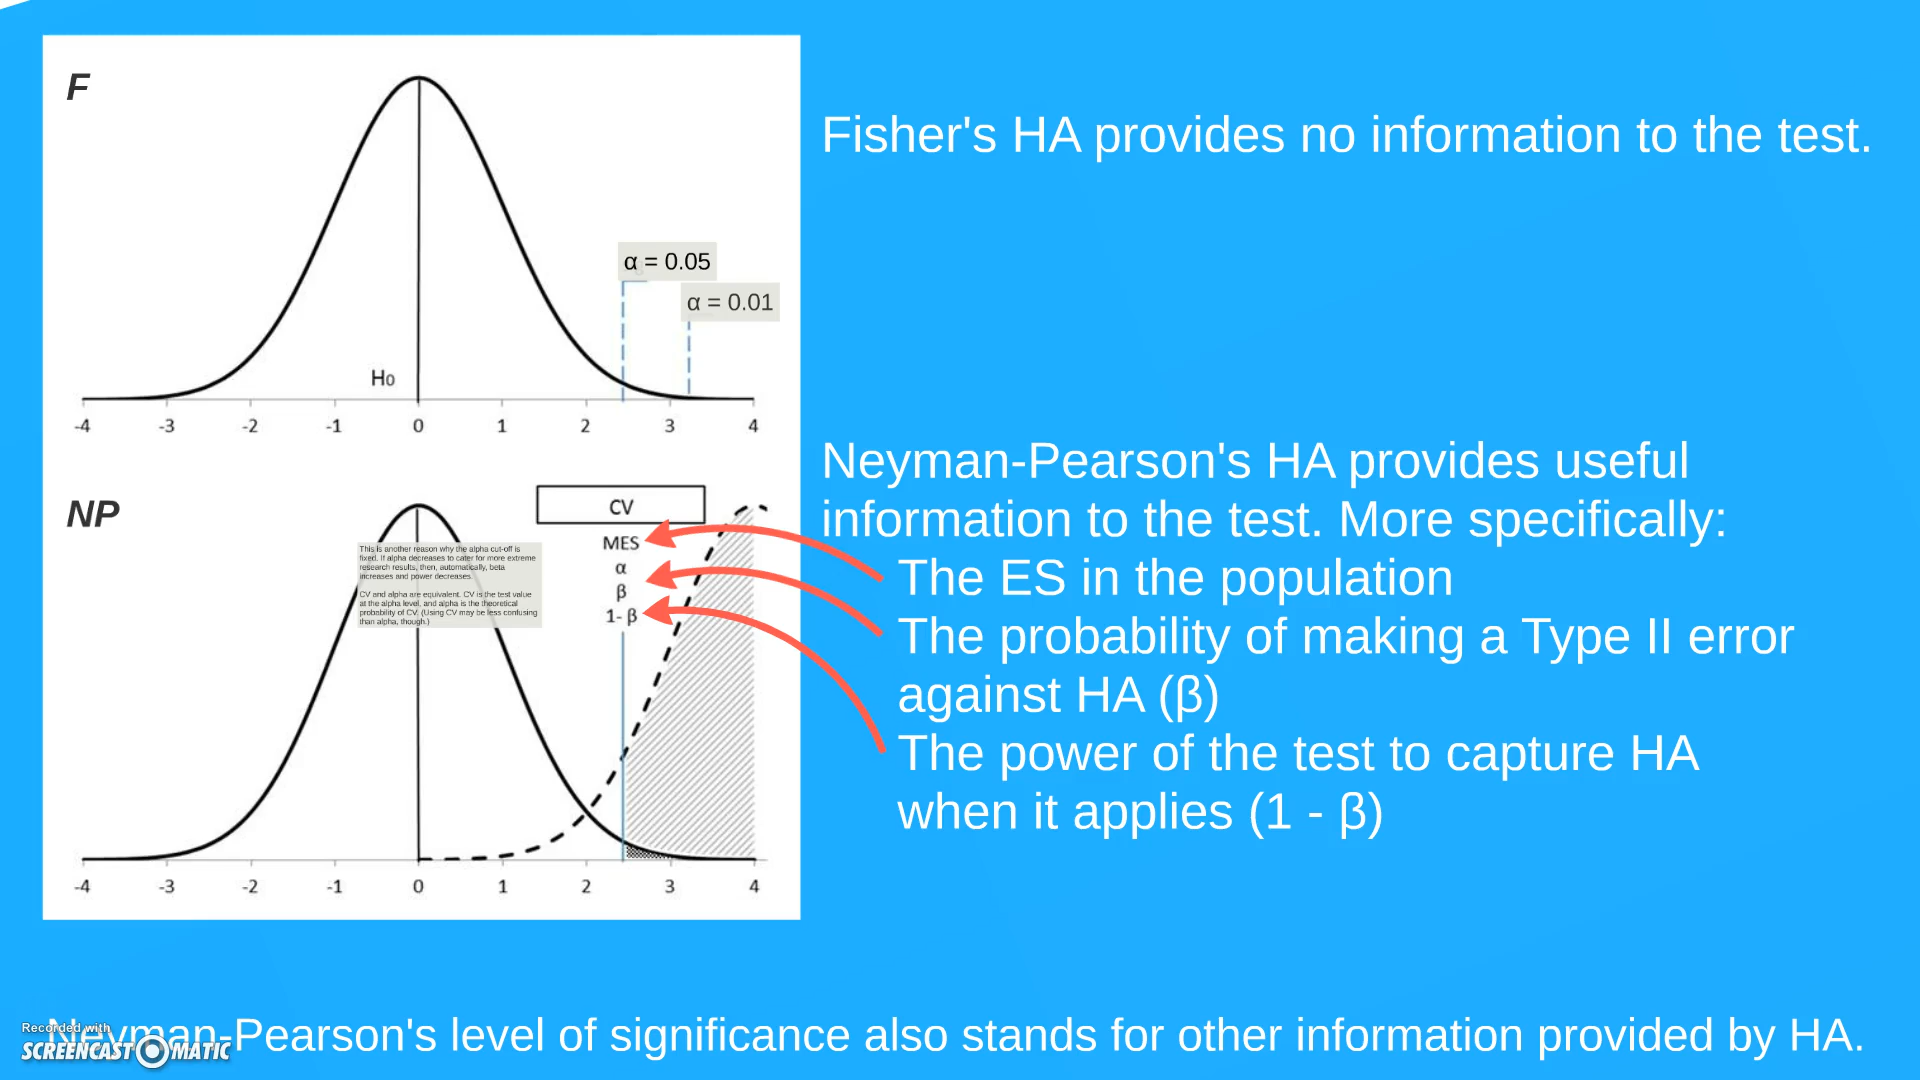 F
Fisher's HA provides no information to the test.
α = 0.05
α = 0.01
H0
-4 -3 -2 -1 0 1 2 3 4
Neyman-Pearson's HA provides useful
information to the test. More specifically:
The ES in the population
The probability of making a Type II error
against HA (β)
The power of the test to capture HA
when it applies (1 - β)
NP
CV
MES
α
β
1- β
This is another reason why the alpha cut-off is
fixed. If alpha decreases to cater for more extreme
research results, then, automatically, beta
increases and power decreases.
CV and alpha are equivalent. CV is the test value
at the alpha level, and alpha is the theoretical
probability of CV. (Using CV may be less confusing
than alpha, though.)
-4 -3 -2 -1 0 1 2 3 4
Neyman-Pearson's level of significance also stands for other information provided by HA.
Recorded with
SCREENCAST-O-MATIC